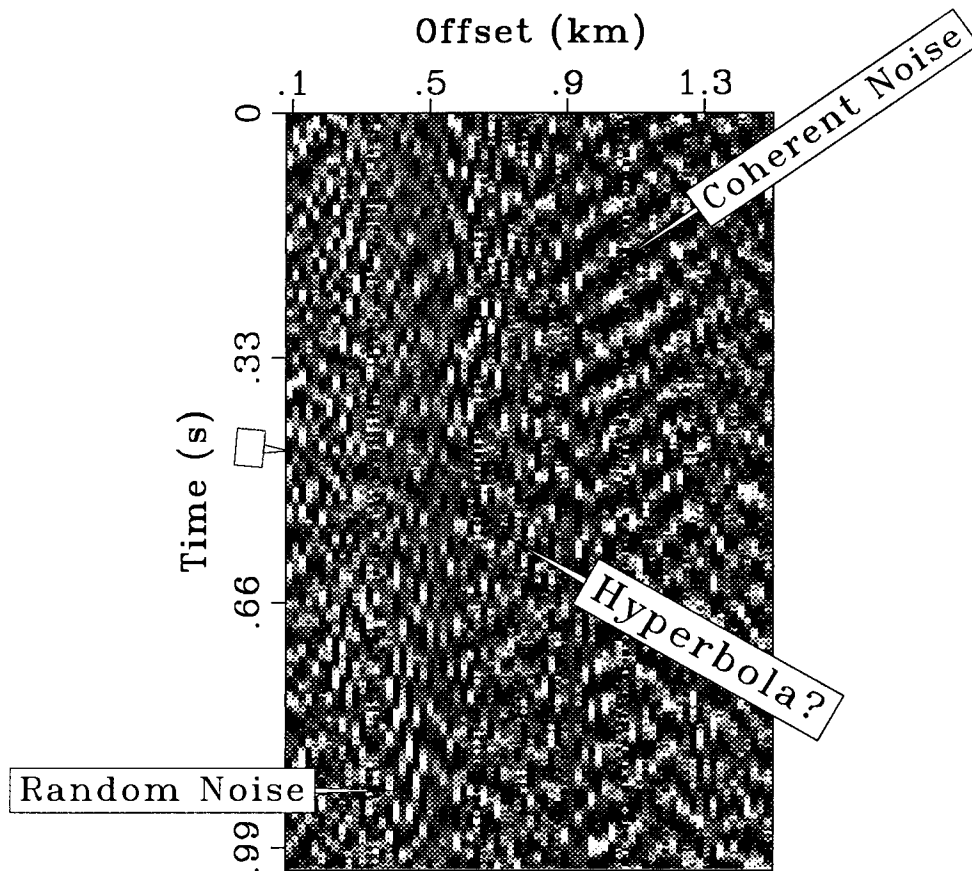 Offset (km)
.1 .5 .9 1.3
Coherent Noise
0
.33
Time (s)
.66
Hyperbola?
Random Noise
.99